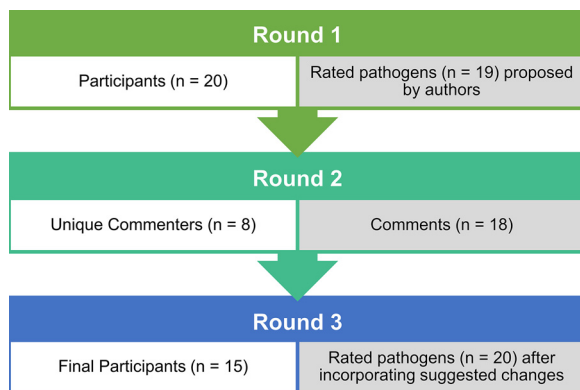 Round 1
Participants (n = 20)
Rated pathogens (n = 19) proposed
by authors
Round 2
Unique Commenters (n = 8)
Comments (n = 18)
Round 3
Final Participants (n = 15)
Rated pathogens (n = 20) after
incorporating suggested changes